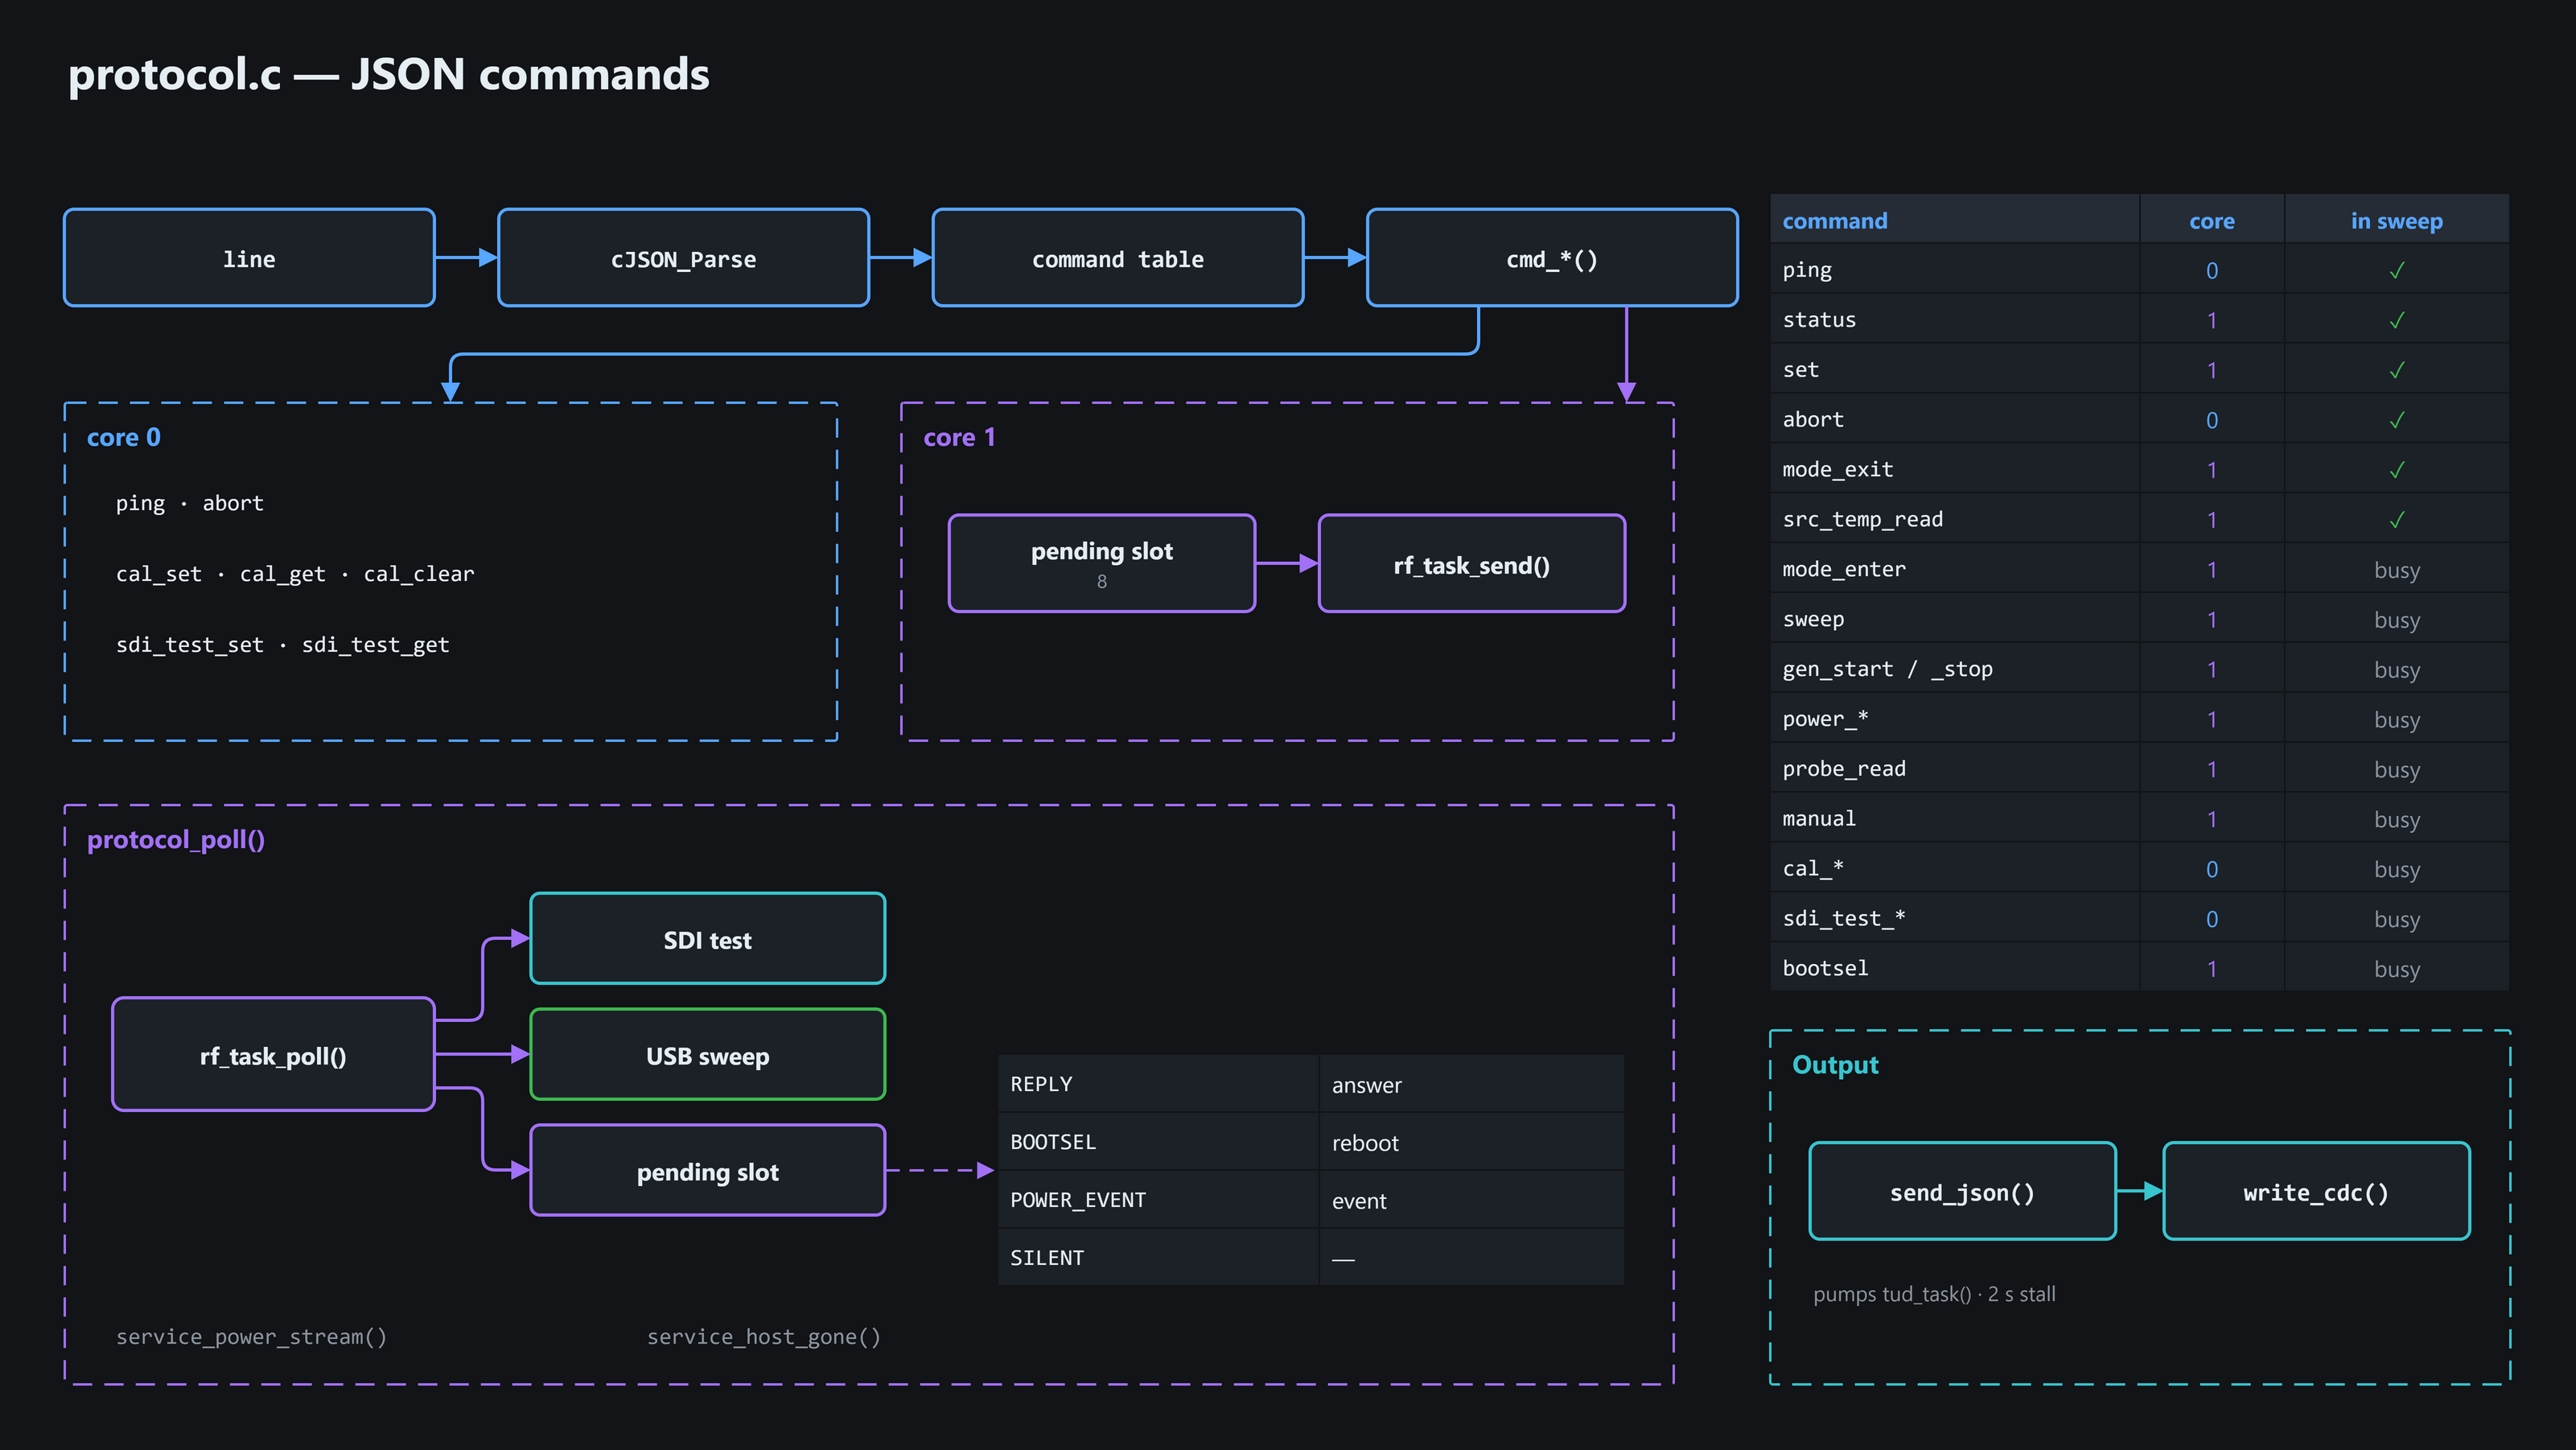 protocol.c — JSON commands
line
cJSON_Parse
command table
cmd_*()
core 0
ping · abort
cal_set · cal_get · cal_clear
sdi_test_set · sdi_test_get
core 1
pending slot
8
rf_task_send()
protocol_poll()
rf_task_poll()
SDI test
USB sweep
pending slot
REPLY answer
BOOTSEL reboot
POWER_EVENT event
SILENT —
service_power_stream()
service_host_gone()
command core in sweep
ping 0 ✓
status 1 ✓
set 1 ✓
abort 0 ✓
mode_exit 1 ✓
src_temp_read 1 ✓
mode_enter 1 busy
sweep 1 busy
gen_start / _stop 1 busy
power_* 1 busy
probe_read 1 busy
manual 1 busy
cal_* 0 busy
sdi_test_* 0 busy
bootsel 1 busy
Output
send_json()
write_cdc()
pumps tud_task() · 2 s stall